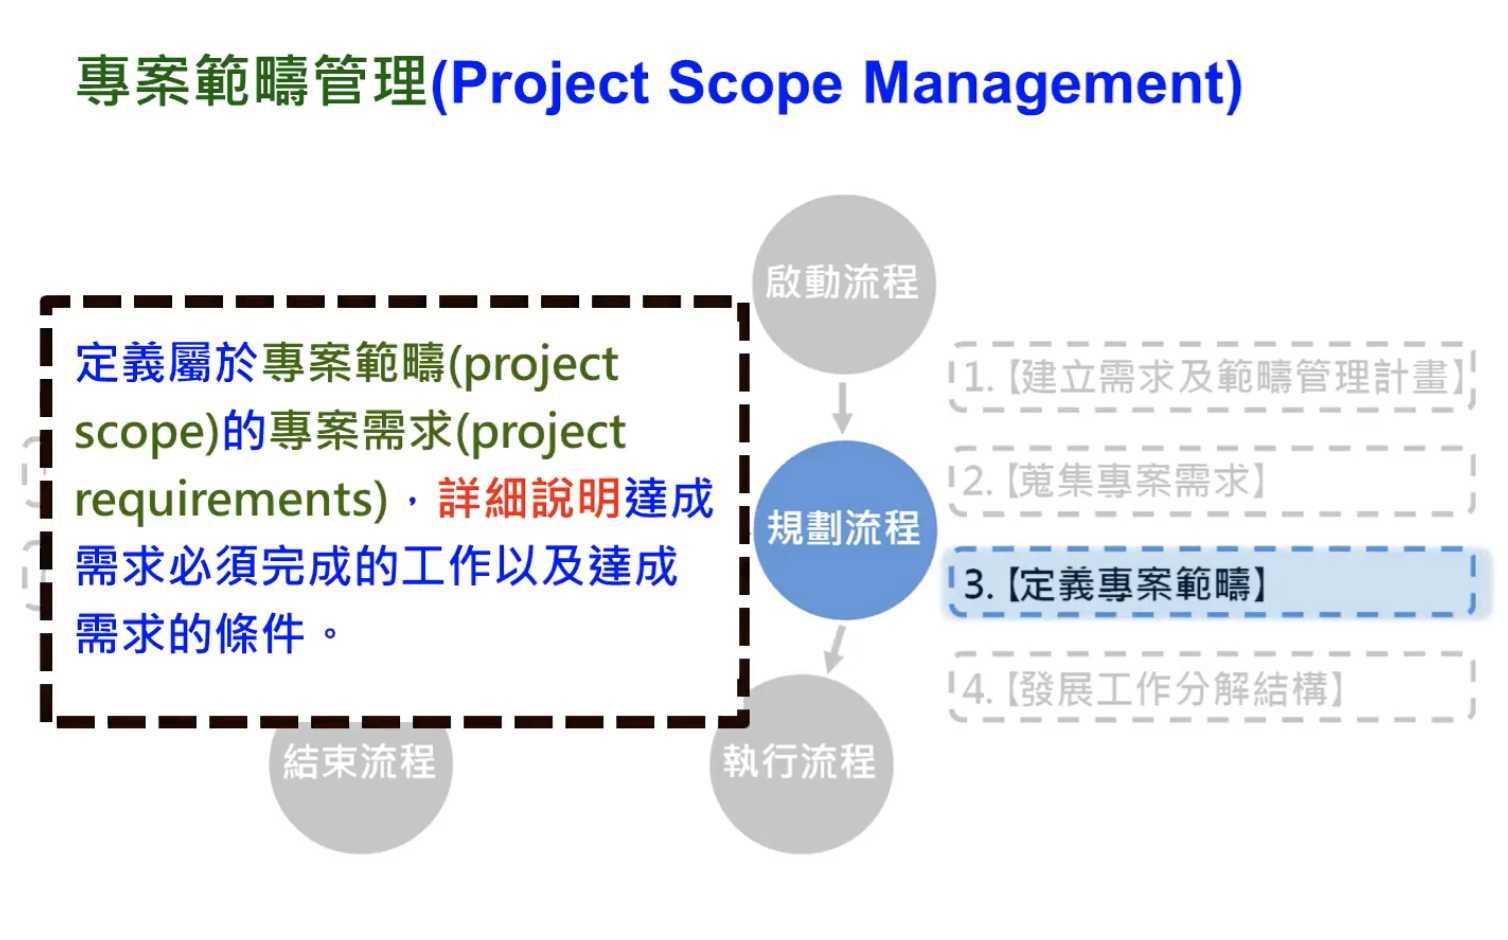 專案範疇管理(Project Scope Management)
啟動流程
定義屬於專案範疇(project
scope)的專案需求(project
requirements)，詳細說明達成
需求必須完成的工作以及達成
需求的條件。
1.【建立需求及範疇管理計畫】
2.【蒐集專案需求】
規劃流程
3.【定義專案範疇】
4.【發展工作分解結構】
結束流程
執行流程